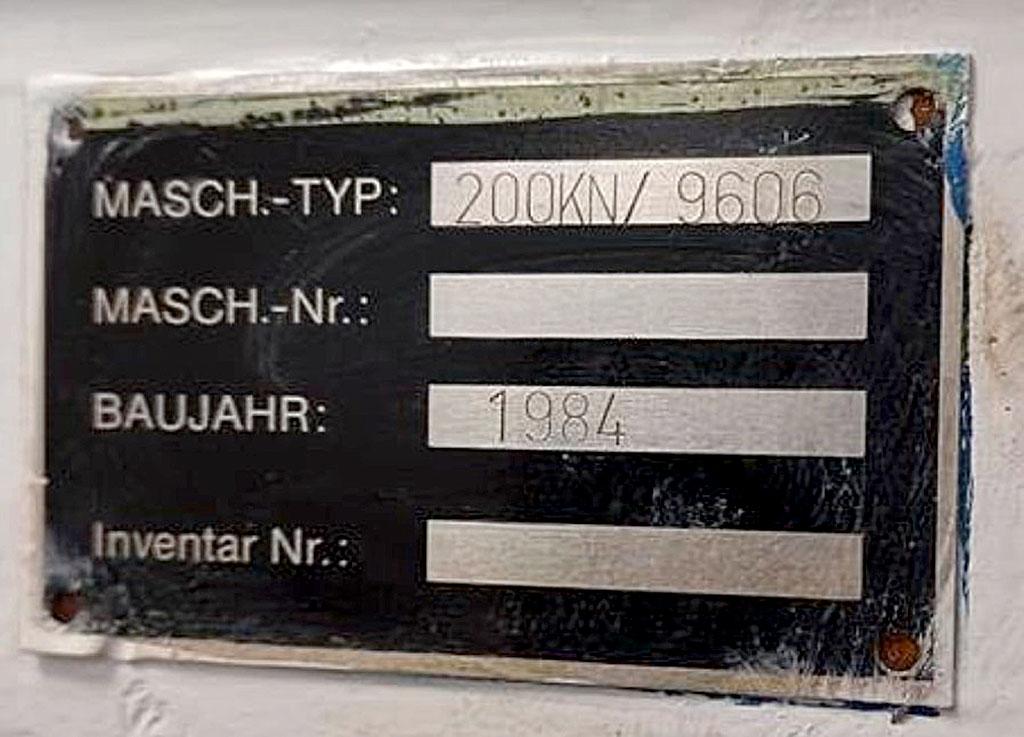 MASCH.-TYP: 200KN/ 9606
MASCH.-Nr.:
BAUJAHR: 1984
Inventar Nr.: